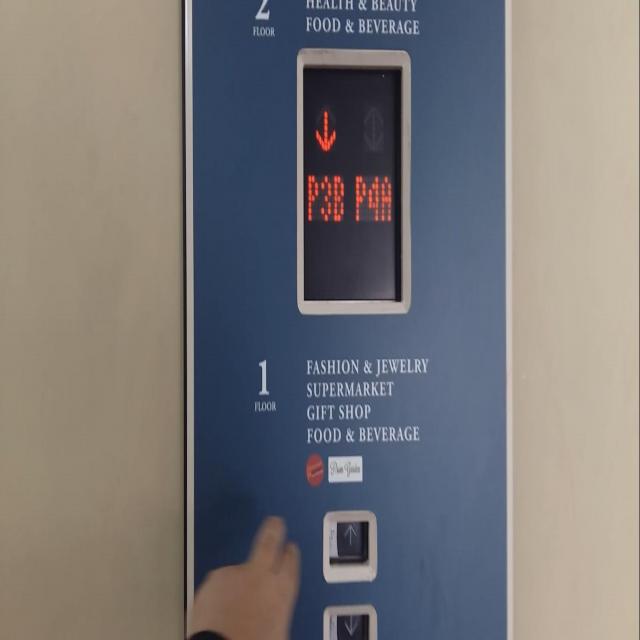 2
FLOOR
HEALTH & BEAUTY
FOOD & BEVERAGE
P3B P4A
1
FLOOR
FASHION & JEWELRY
SUPERMARKET
GIFT SHOP
FOOD & BEVERAGE